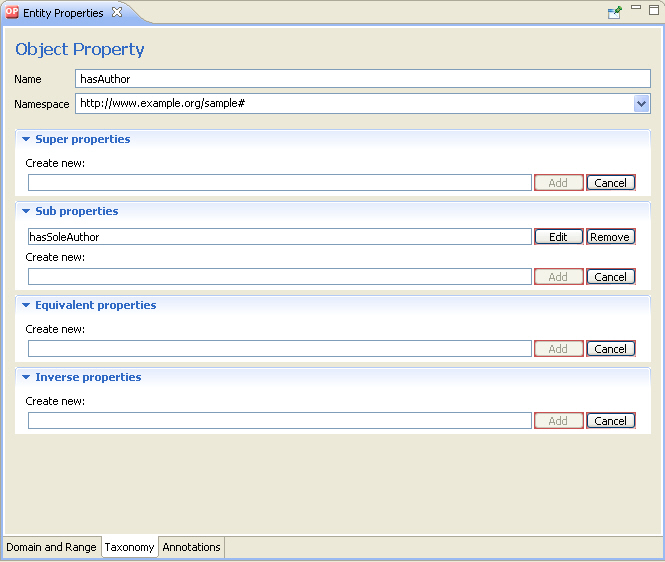 OP Entity Properties
Object Property
Name hasAuthor
Namespace http://www.example.org/sample#
Super properties
Create new:
Add Cancel
Sub properties
hasSoleAuthor Edit Remove
Create new:
Add Cancel
Equivalent properties
Create new:
Add Cancel
Inverse properties
Create new:
Add Cancel
Domain and Range Taxonomy Annotations